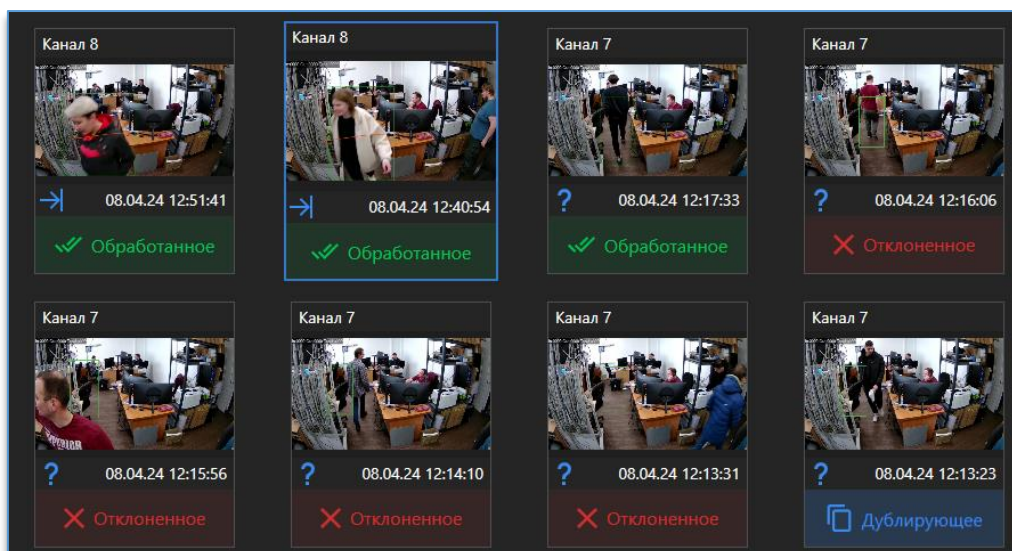 Канал 8
08.04.24 12:51:41
Обработанное
Канал 8
08.04.24 12:40:54
Обработанное
Канал 7
? 08.04.24 12:17:33
Обработанное
Канал 7
? 08.04.24 12:16:06
Отклоненное
Канал 7
? 08.04.24 12:15:56
Отклоненное
Канал 7
? 08.04.24 12:14:10
Отклоненное
Канал 7
? 08.04.24 12:13:31
Отклоненное
Канал 7
? 08.04.24 12:13:23
Дублирующее